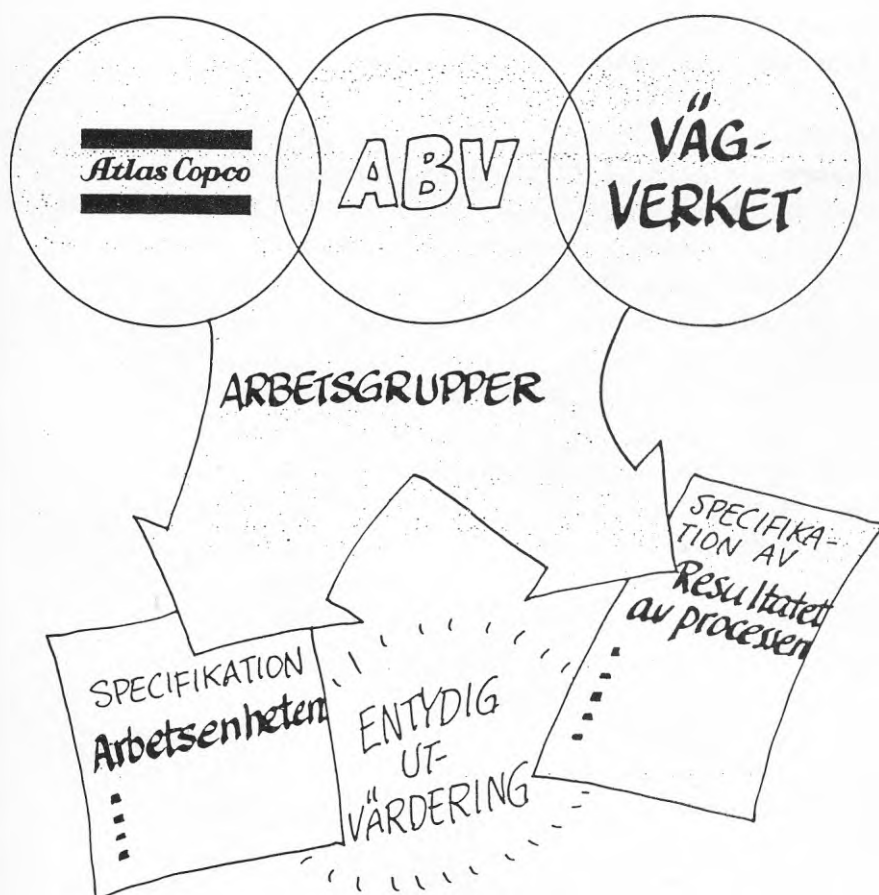 Atlas Copco
ABV
VÄG-
VERKET
ARBETSGRUPPER
SPECIFIKATION
Arbetsenheten
ENTYDIG
UT-
VÄRDERING
SPECIFIKA-
TION AV
Resultatet
av processen